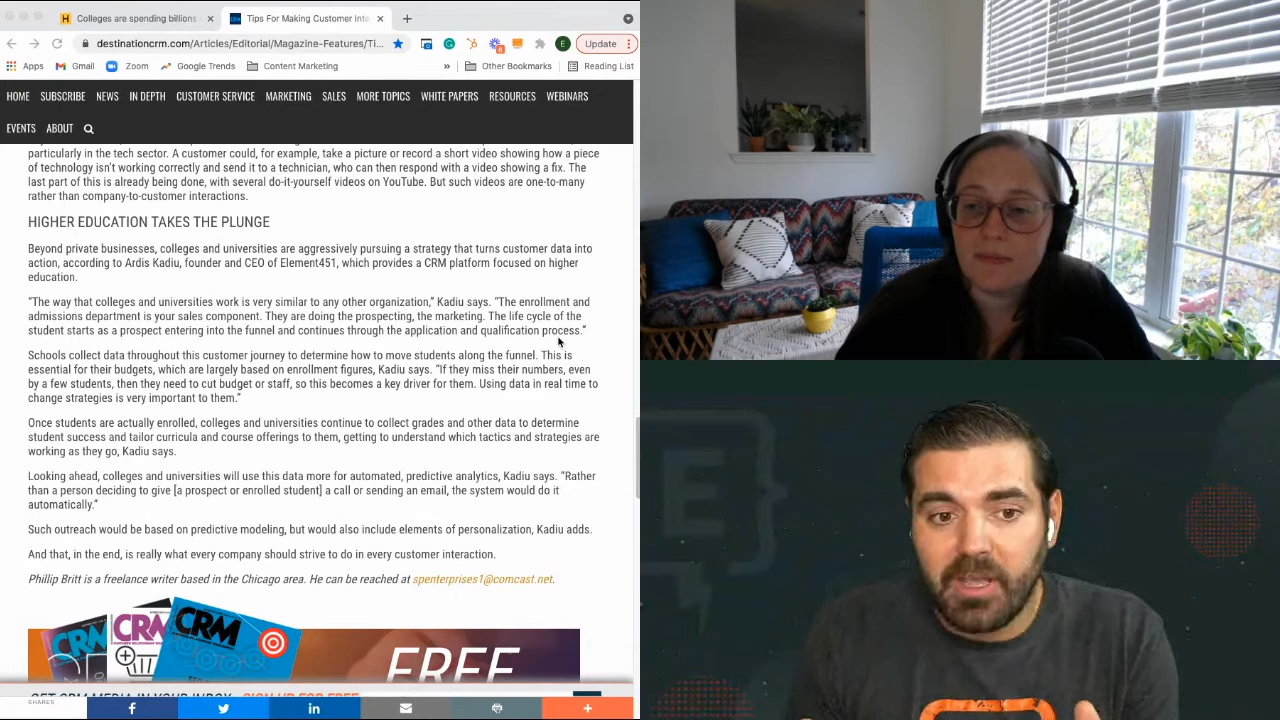 Colleges are spending billions
Tips For Making Customer Inte
destinationcrm.com/Articles/Editorial/Magazine-Features/Ti...
E
Update
Apps
Gmail
Zoom
Google Trends
Content Marketing
»
Other Bookmarks
Reading List
HOME SUBSCRIBE NEWS IN DEPTH CUSTOMER SERVICE MARKETING SALES MORE TOPICS WHITE PAPERS RESOURCES WEBINARS
EVENTS ABOUT
particularly in the tech sector. A customer could, for example, take a picture or record a short video showing how a piece
of technology isn't working correctly and send it to a technician, who can then respond with a video showing a fix. The
last part of this is already being done, with several do-it-yourself videos on YouTube. But such videos are one-to-many
rather than company-to-customer interactions.
HIGHER EDUCATION TAKES THE PLUNGE
Beyond private businesses, colleges and universities are aggressively pursuing a strategy that turns customer data into
action, according to Ardis Kadiu, founder and CEO of Element451, which provides a CRM platform focused on higher
education.
“The way that colleges and universities work is very similar to any other organization,” Kadiu says. “The enrollment and
admissions department is your sales component. They are doing the prospecting, the marketing. The life cycle of the
student starts as a prospect entering into the funnel and continues through the application and qualification process.”
Schools collect data throughout this customer journey to determine how to move students along the funnel. This is
essential for their budgets, which are largely based on enrollment figures, Kadiu says. “If they miss their numbers, even
by a few students, then they need to cut budget or staff, so this becomes a key driver for them. Using data in real time to
change strategies is very important to them.”
Once students are actually enrolled, colleges and universities continue to collect grades and other data to determine
student success and tailor curricula and course offerings to them, getting to understand which tactics and strategies are
working as they go, Kadiu says.
Looking ahead, colleges and universities will use this data more for automated, predictive analytics, Kadiu says. “Rather
than a person deciding to give [a prospect or enrolled student] a call or sending an email, the system would do it
automatically.”
Such outreach would be based on predictive modeling, but would also include elements of personalization, Kadiu adds.
And that, in the end, is really what every company should strive to do in every customer interaction.
Phillip Britt is a freelance writer based in the Chicago area. He can be reached at spenterprises1@comcast.net.
CRM
CRM
CRM
FREE
GET CRM MEDIA IN YOUR INBOX - SIGN UP FOR FREE
SHARES
E